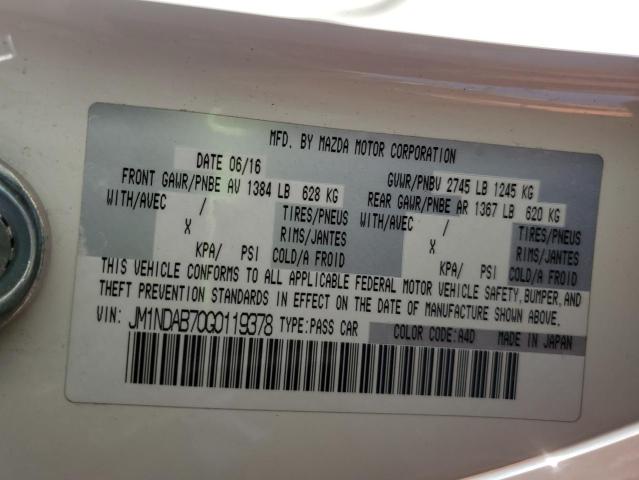 MFD. BY MAZDA MOTOR CORPORATION
DATE 06/16 GVWR/PNBV 2745 LB 1245 KG
FRONT GAWR/PNBE AV 1384 LB 628 KG REAR GAWR/PNBE AR 1367 LB 620 KG
WITH/AVEC / TIRES/PNEUS WITH/AVEC / TIRES/PNEUS
X RIMS/JANTES X RIMS/JANTES
KPA/ PSI COLD/A FROID KPA/ PSI COLD/A FROID
THIS VEHICLE CONFORMS TO ALL APPLICABLE FEDERAL MOTOR VEHICLE SAFETY, BUMPER, AND
THEFT PREVENTION STANDARDS IN EFFECT ON THE DATE OF MANUFACTURE SHOWN ABOVE.
VIN: JM1NDAB70G0119378 TYPE:PASS CAR COLOR CODE:A4D MADE IN JAPAN